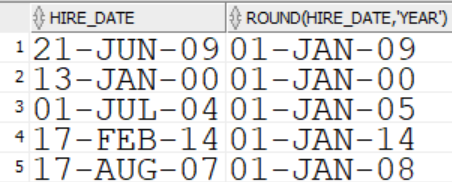 HIRE_DATE ROUND(HIRE_DATE,'YEAR')
1 21-JUN-09 01-JAN-09
2 13-JAN-00 01-JAN-00
3 01-JUL-04 01-JAN-05
4 17-FEB-14 01-JAN-14
5 17-AUG-07 01-JAN-08